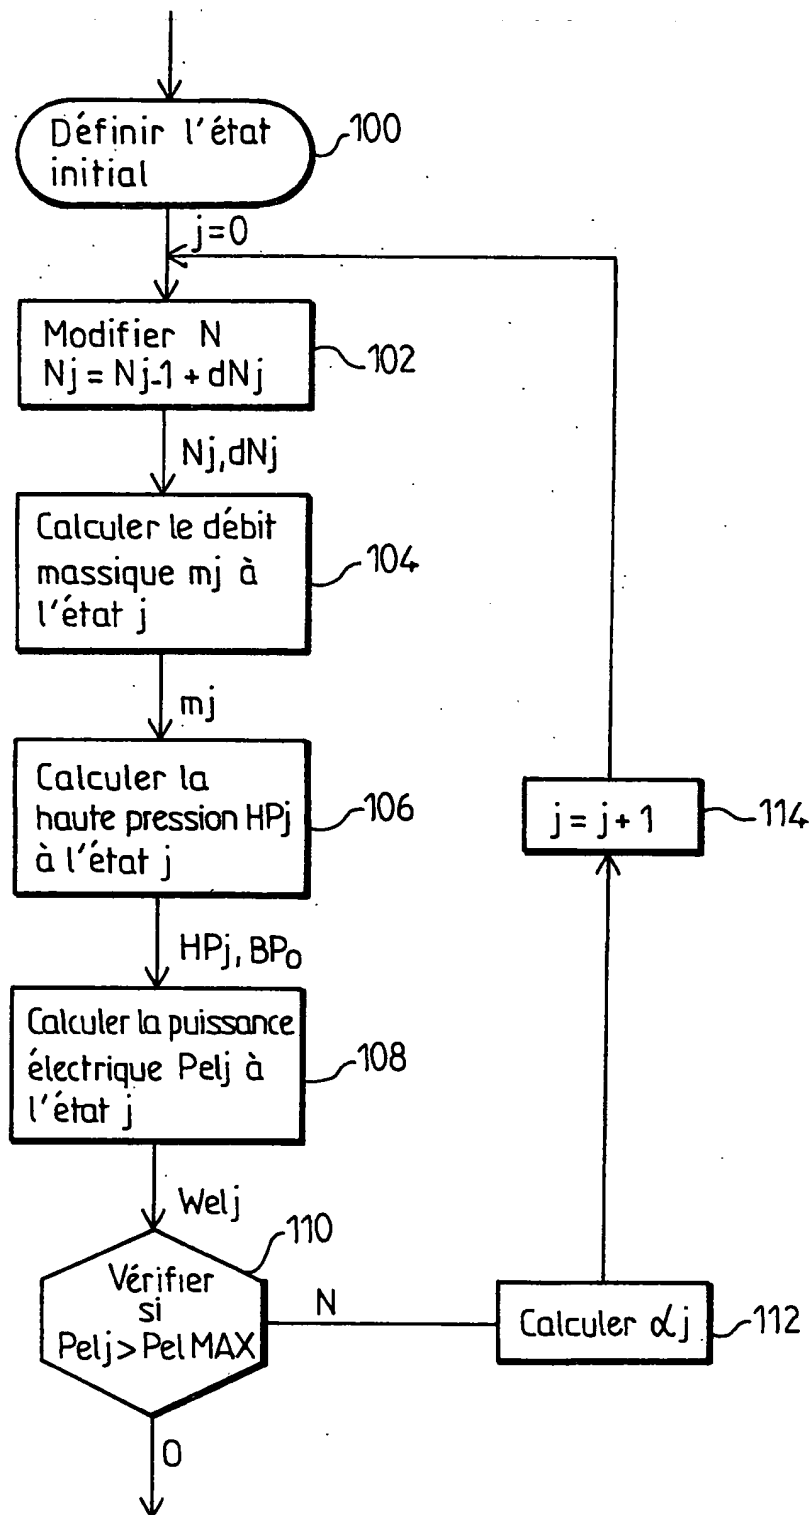 Définir l'état
initial
100
j=0
Modifier N
Nj = Nj-1 + dNj
102
Nj, dNj
Calculer le débit
massique mj à
l'état j
104
mj
Calculer la
haute pression HPj
à l'état j
106
j = j + 1
114
HPj, BP0
Calculer la puissance
électrique Pelj à
l'état j
108
Welj
110
Vérifier
si
Pelj > Pel MAX
N
Calculer αj
112
O